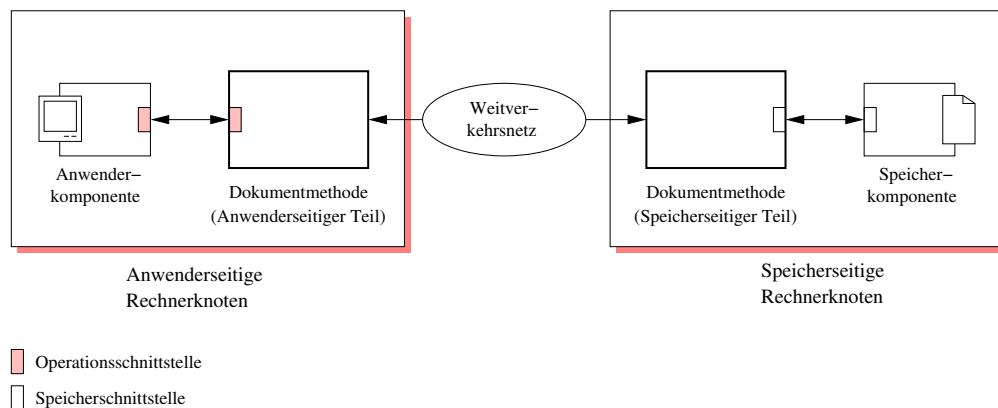 Weitver−
kehrsnetz
Anwender−
komponente
Dokumentmethode
(Anwenderseitiger Teil)
Dokumentmethode
(Speicherseitiger Teil)
Speicher−
komponente
Anwenderseitige
Rechnerknoten
Speicherseitige
Rechnerknoten
Operationsschnittstelle
Speicherschnittstelle